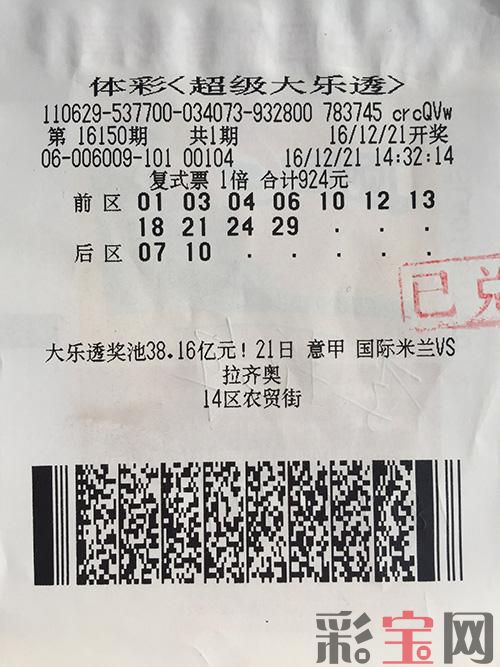 体彩<超级大乐透>
110629-537700-034073-932800 783745 crcQVw
第 16150期 共1期 16/12/21开奖
06-006009-101 00104 16/12/21 14:32:14
复式票 1倍 合计924元
前区 01 03 04 06 10 12 13
18 21 24 29 . . .
后区 07 10 . . . . .
已兑
大乐透奖池38.16亿元! 21日 意甲 国际米兰VS
拉齐奥
14区农贸街
彩宝网